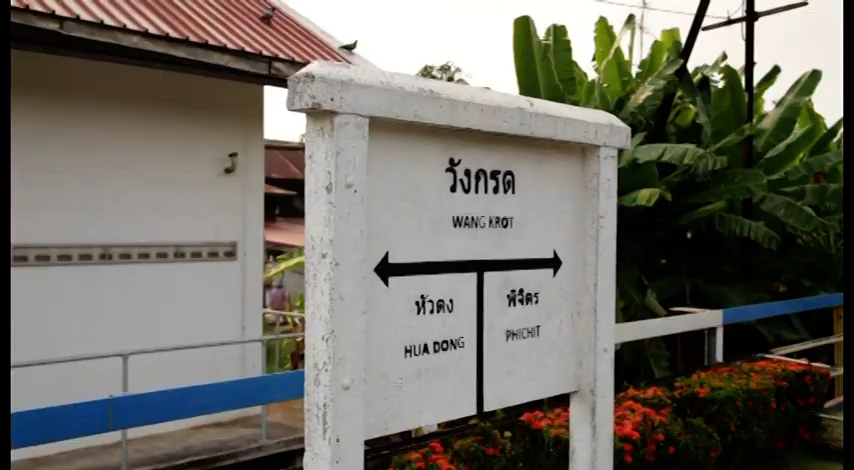 วังกรด
WANG KROT
หัวดง
HUA DONG
พิจิตร
PHICHIT